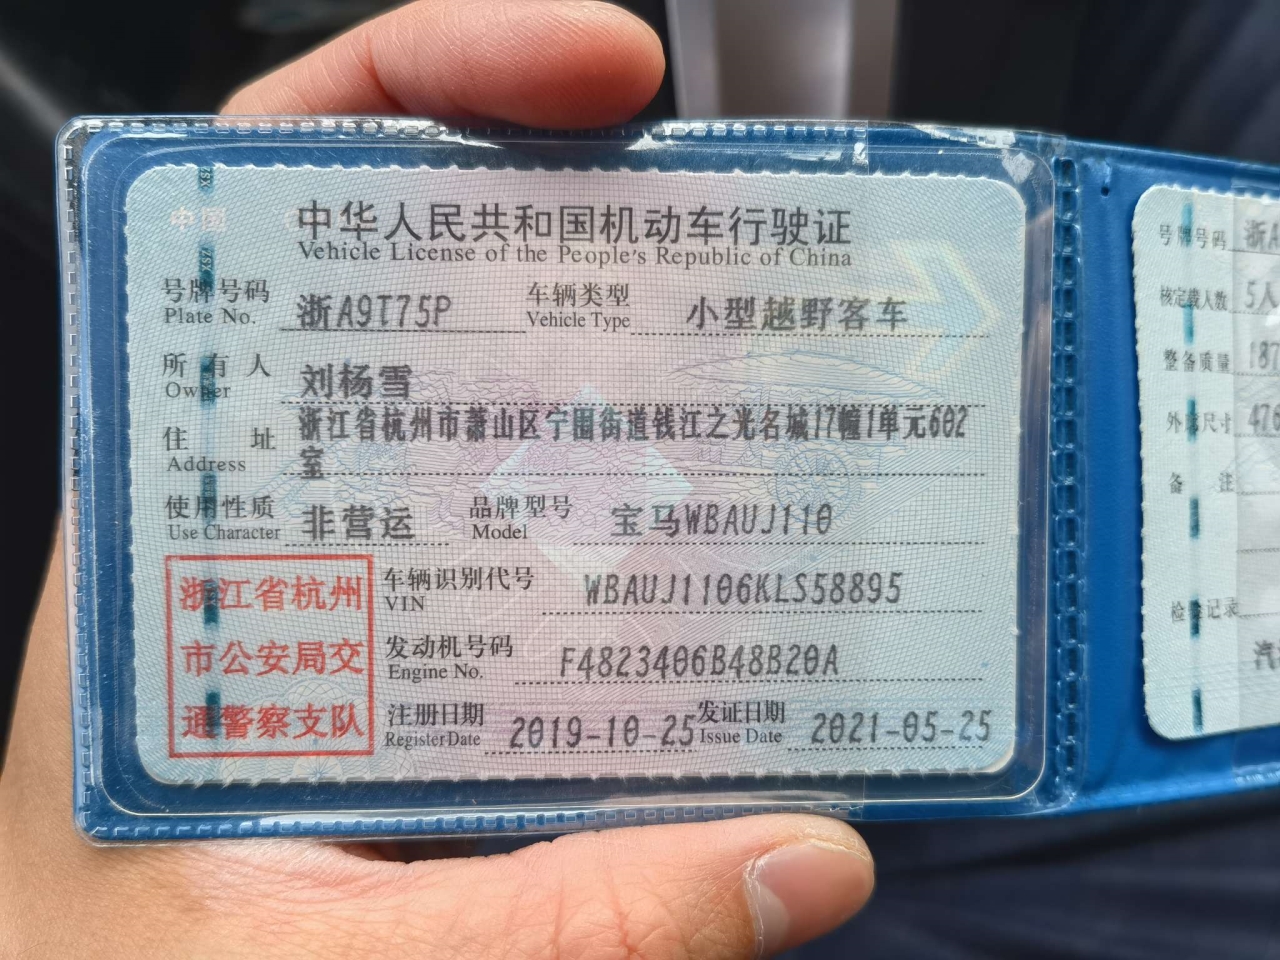 中国
中华人民共和国机动车行驶证
Vehicle License of the People's Republic of China
号牌号码 浙A9T75P 车辆类型 小型越野客车
Plate No. Vehicle Type
所有人 刘杨雪
Owner
浙江省杭州市萧山区宁围街道钱江之光名城17幢1单元602
住址 室
Address
使用性质 非营运 品牌型号 宝马WBAUJ110
Use Character Model
浙江省杭州
市公安局交
通警察支队
车辆识别代号 WBAUJ1106KLS58895
VIN
发动机号码 F4823406B48B20A
Engine No.
注册日期 2019-10-25 发证日期 2021-05-25
Register Date Issue Date
号牌号码 浙A
核定载人数 5人
整备质量 187
外廓尺寸 476
备注
检验记录